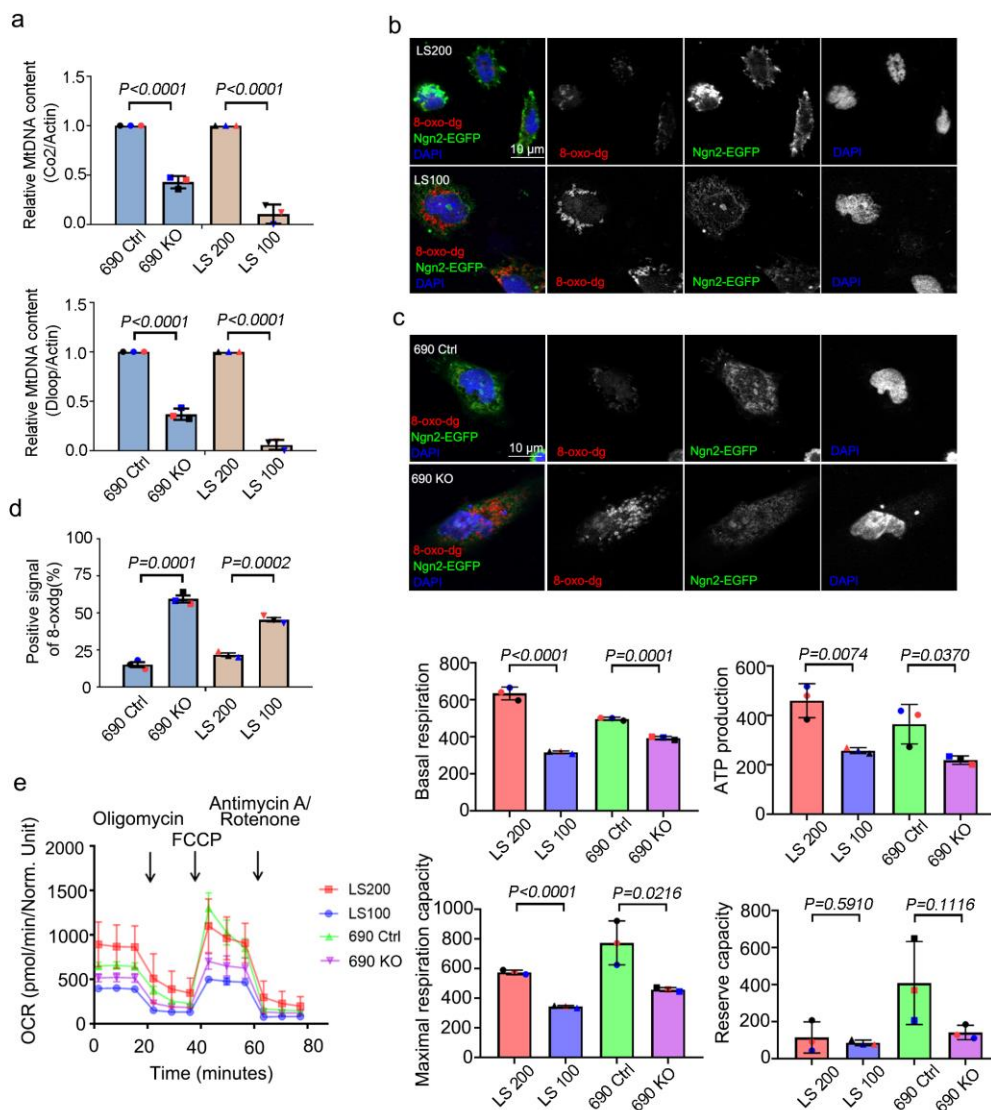 a
Relative MtDNA content
(Co2/Actin)
1.5
1.0
0.5
0.0
P<0.0001
P<0.0001
690 Ctrl
690 KO
LS 200
LS 100
Relative MtDNA content
(Dloop/Actin)
1.5
1.0
0.5
0.0
P<0.0001
P<0.0001
690 Ctrl
690 KO
LS 200
LS 100
b
LS200
8-oxo-dg
Ngn2-EGFP
DAPI
10 µm
8-oxo-dg
Ngn2-EGFP
DAPI
LS100
8-oxo-dg
Ngn2-EGFP
DAPI
8-oxo-dg
Ngn2-EGFP
DAPI
c
690 Ctrl
8-oxo-dg
Ngn2-EGFP
DAPI
10 µm
8-oxo-dg
Ngn2-EGFP
DAPI
690 KO
8-oxo-dg
Ngn2-EGFP
DAPI
8-oxo-dg
Ngn2-EGFP
DAPI
d
Positive signal
of 8-oxdg(%)
100
75
50
25
0
P=0.0001
P=0.0002
690 Ctrl
690 KO
LS 200
LS 100
e
Oligomycin
FCCP
Antimycin A/
Rotenone
OCR (pmol/min/Norm. Unit)
2000
1500
1000
500
0
0
20
40
60
80
Time (minutes)
LS200
LS100
690 Ctrl
690 KO
Basal respiration
800
600
400
200
0
P<0.0001
P=0.0001
LS 200
LS 100
690 Ctrl
690 KO
ATP production
600
400
200
0
P=0.0074
P=0.0370
LS 200
LS 100
690 Ctrl
690 KO
Maximal respiration capacity
1000
800
600
400
200
0
P<0.0001
P=0.0216
LS 200
LS 100
690 Ctrl
690 KO
Reserve capacity
800
600
400
200
0
P=0.5910
P=0.1116
LS 200
LS 100
690 Ctrl
690 KO